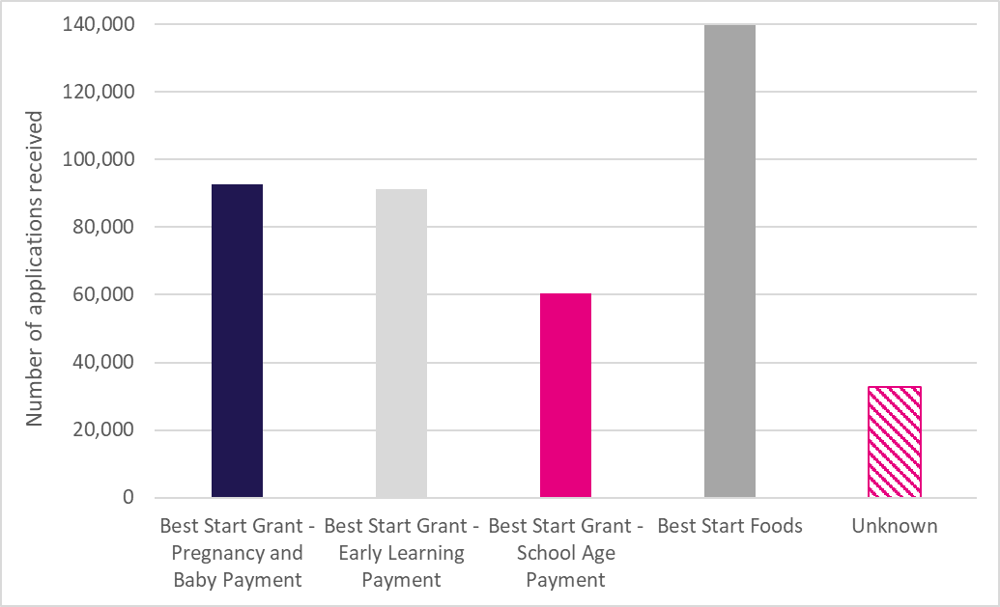 140,000
120,000
100,000
80,000
60,000
40,000
20,000
0
Number of applications received
Best Start Grant -
Pregnancy and
Baby Payment
Best Start Grant -
Early Learning
Payment
Best Start Grant -
School Age
Payment
Best Start Foods
Unknown